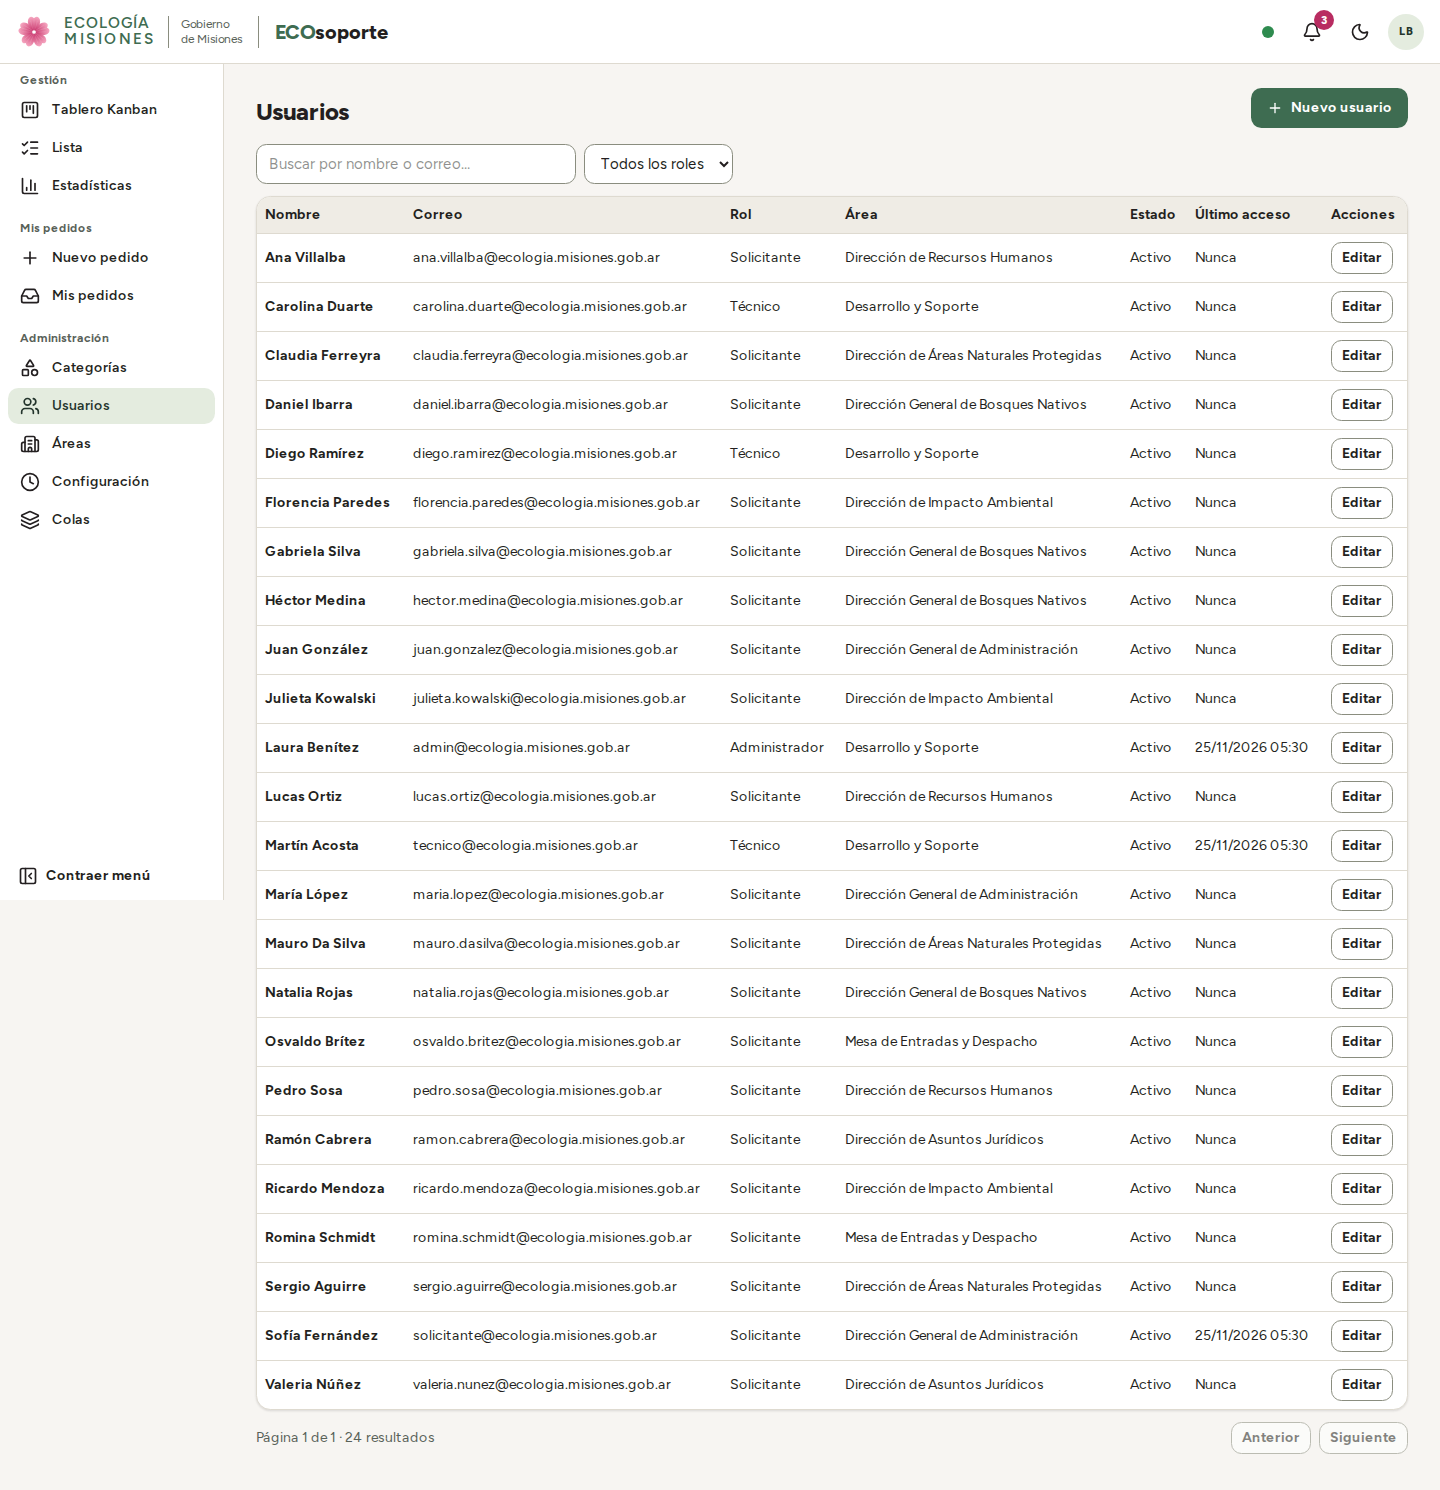 ECOLOGÍA
MISIONES
Gobierno
de Misiones
ECOsoporte
3
LB
Gestión
Tablero Kanban
Lista
Estadísticas
Mis pedidos
Nuevo pedido
Mis pedidos
Administración
Categorías
Usuarios
Áreas
Configuración
Colas
Contraer menú
Usuarios
Nuevo usuario
Buscar por nombre o correo...
Todos los roles
Nombre Correo Rol Área Estado Último acceso Acciones
Ana Villalba ana.villalba@ecologia.misiones.gob.ar Solicitante Dirección de Recursos Humanos Activo Nunca Editar
Carolina Duarte carolina.duarte@ecologia.misiones.gob.ar Técnico Desarrollo y Soporte Activo Nunca Editar
Claudia Ferreyra claudia.ferreyra@ecologia.misiones.gob.ar Solicitante Dirección de Áreas Naturales Protegidas Activo Nunca Editar
Daniel Ibarra daniel.ibarra@ecologia.misiones.gob.ar Solicitante Dirección General de Bosques Nativos Activo Nunca Editar
Diego Ramírez diego.ramirez@ecologia.misiones.gob.ar Técnico Desarrollo y Soporte Activo Nunca Editar
Florencia Paredes florencia.paredes@ecologia.misiones.gob.ar Solicitante Dirección de Impacto Ambiental Activo Nunca Editar
Gabriela Silva gabriela.silva@ecologia.misiones.gob.ar Solicitante Dirección General de Bosques Nativos Activo Nunca Editar
Héctor Medina hector.medina@ecologia.misiones.gob.ar Solicitante Dirección General de Bosques Nativos Activo Nunca Editar
Juan González juan.gonzalez@ecologia.misiones.gob.ar Solicitante Dirección General de Administración Activo Nunca Editar
Julieta Kowalski julieta.kowalski@ecologia.misiones.gob.ar Solicitante Dirección de Impacto Ambiental Activo Nunca Editar
Laura Benítez admin@ecologia.misiones.gob.ar Administrador Desarrollo y Soporte Activo 25/11/2026 05:30 Editar
Lucas Ortiz lucas.ortiz@ecologia.misiones.gob.ar Solicitante Dirección de Recursos Humanos Activo Nunca Editar
Martín Acosta tecnico@ecologia.misiones.gob.ar Técnico Desarrollo y Soporte Activo 25/11/2026 05:30 Editar
María López maria.lopez@ecologia.misiones.gob.ar Solicitante Dirección General de Administración Activo Nunca Editar
Mauro Da Silva mauro.dasilva@ecologia.misiones.gob.ar Solicitante Dirección de Áreas Naturales Protegidas Activo Nunca Editar
Natalia Rojas natalia.rojas@ecologia.misiones.gob.ar Solicitante Dirección General de Bosques Nativos Activo Nunca Editar
Osvaldo Brítez osvaldo.britez@ecologia.misiones.gob.ar Solicitante Mesa de Entradas y Despacho Activo Nunca Editar
Pedro Sosa pedro.sosa@ecologia.misiones.gob.ar Solicitante Dirección de Recursos Humanos Activo Nunca Editar
Ramón Cabrera ramon.cabrera@ecologia.misiones.gob.ar Solicitante Dirección de Asuntos Jurídicos Activo Nunca Editar
Ricardo Mendoza ricardo.mendoza@ecologia.misiones.gob.ar Solicitante Dirección de Impacto Ambiental Activo Nunca Editar
Romina Schmidt romina.schmidt@ecologia.misiones.gob.ar Solicitante Mesa de Entradas y Despacho Activo Nunca Editar
Sergio Aguirre sergio.aguirre@ecologia.misiones.gob.ar Solicitante Dirección de Áreas Naturales Protegidas Activo Nunca Editar
Sofía Fernández solicitante@ecologia.misiones.gob.ar Solicitante Dirección General de Administración Activo 25/11/2026 05:30 Editar
Valeria Núñez valeria.nunez@ecologia.misiones.gob.ar Solicitante Dirección de Asuntos Jurídicos Activo Nunca Editar
Página 1 de 1 · 24 resultados
Anterior Siguiente